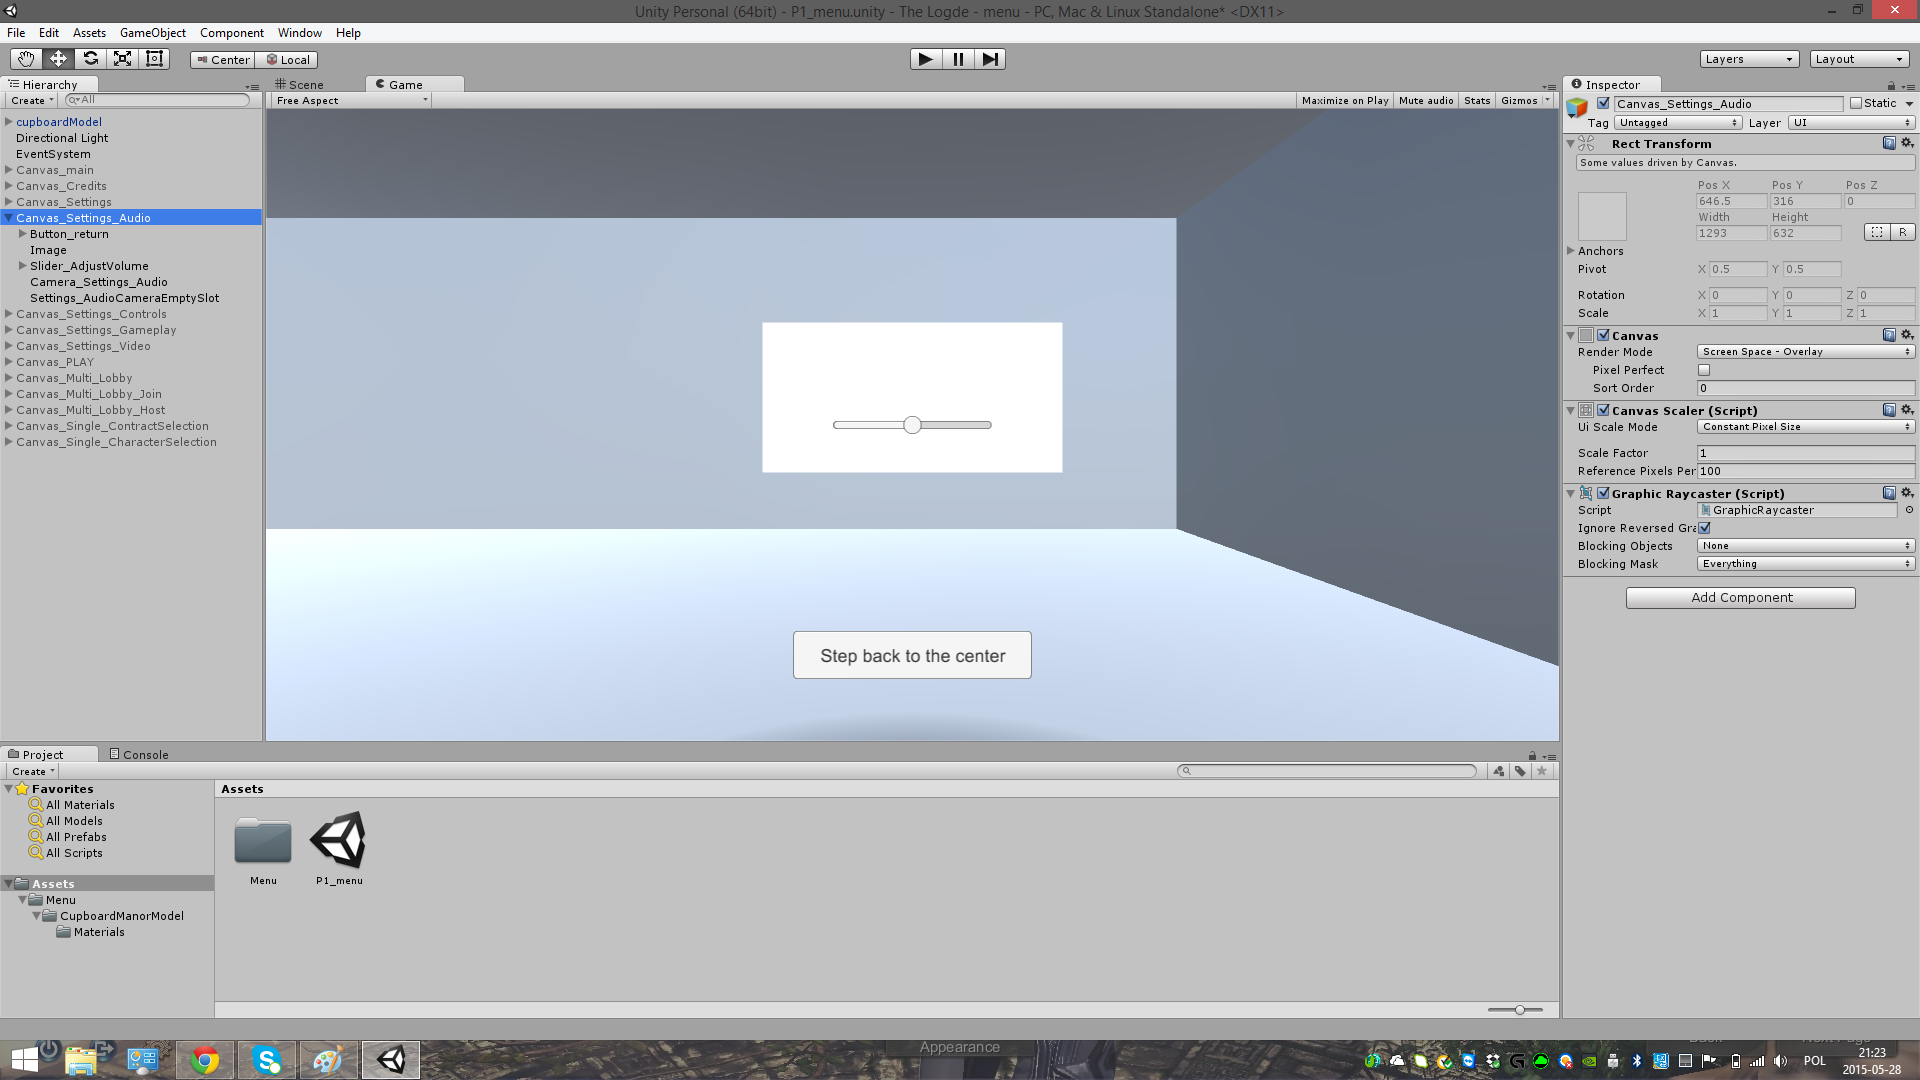 Unity Personal (64bit) - P1_menu.unity - The Logde - menu - PC, Mac & Linux Standalone* <DX11>
File Edit Assets GameObject Component Window Help
Center Local Layers Layout
Hierarchy
Create All
cupboardModel
Directional Light
EventSystem
Canvas_main
Canvas_Credits
Canvas_Settings
Canvas_Settings_Audio
Button_return
Image
Slider_AdjustVolume
Camera_Settings_Audio
Settings_AudioCameraEmptySlot
Canvas_Settings_Controls
Canvas_Settings_Gameplay
Canvas_Settings_Video
Canvas_PLAY
Canvas_Multi_Lobby
Canvas_Multi_Lobby_Join
Canvas_Multi_Lobby_Host
Canvas_Single_ContractSelection
Canvas_Single_CharacterSelection
Scene Game
Free Aspect Maximize on Play Mute audio Stats Gizmos
Step back to the center
Inspector
Canvas_Settings_Audio Static
Tag Untagged Layer UI
Rect Transform
Some values driven by Canvas.
Pos X Pos Y Pos Z
646.5 316 0
Width Height
1293 632 R
Anchors
Pivot X 0.5 Y 0.5
Rotation X 0 Y 0 Z 0
Scale X 1 Y 1 Z 1
Canvas
Render Mode Screen Space - Overlay
Pixel Perfect
Sort Order 0
Canvas Scaler (Script)
Ui Scale Mode Constant Pixel Size
Scale Factor 1
Reference Pixels Per 100
Graphic Raycaster (Script)
Script GraphicRaycaster
Ignore Reversed Gra
Blocking Objects None
Blocking Mask Everything
Add Component
Project Console
Create
Favorites
All Materials
All Models
All Prefabs
All Scripts
Assets
Menu
CupboardManorModel
Materials
Assets
Menu P1_menu
Appearance
Back Next Page
POL
21:23
2015-05-28